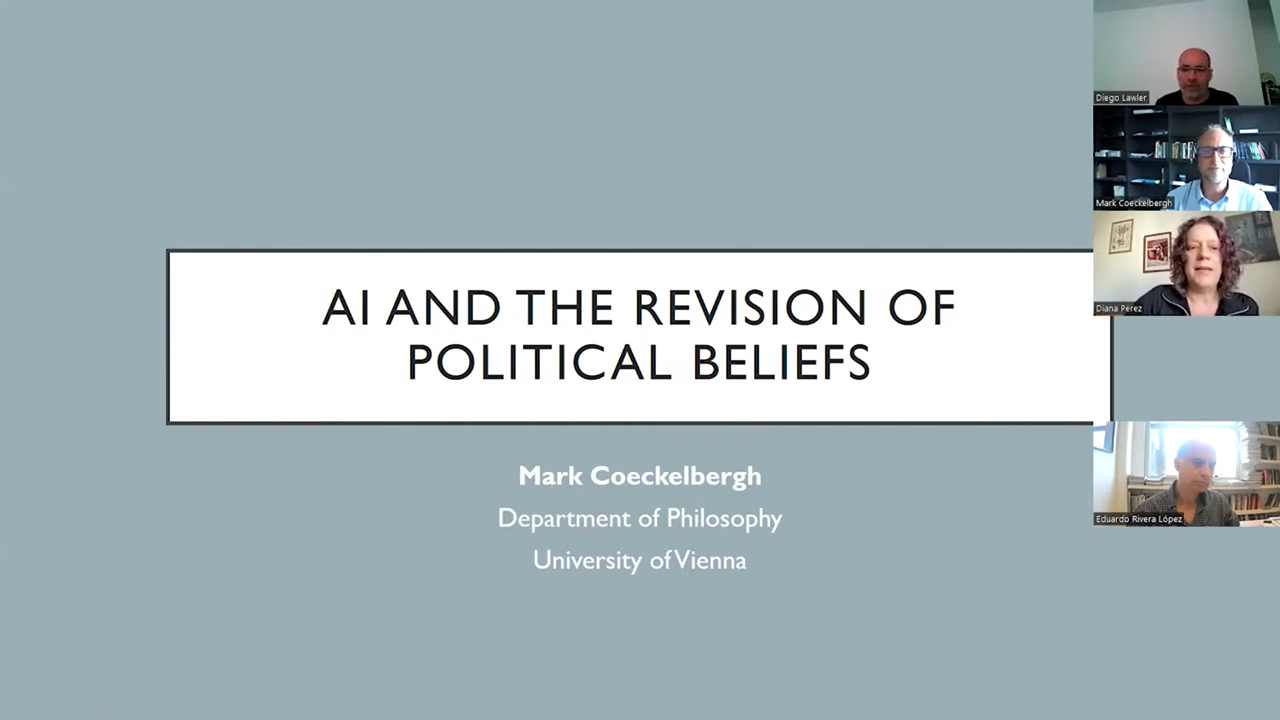 AI AND THE REVISION OF
POLITICAL BELIEFS
Mark Coeckelbergh
Department of Philosophy
University of Vienna
Diego Lawler
Mark Coeckelbergh
Diana Perez
Eduardo Rivera López